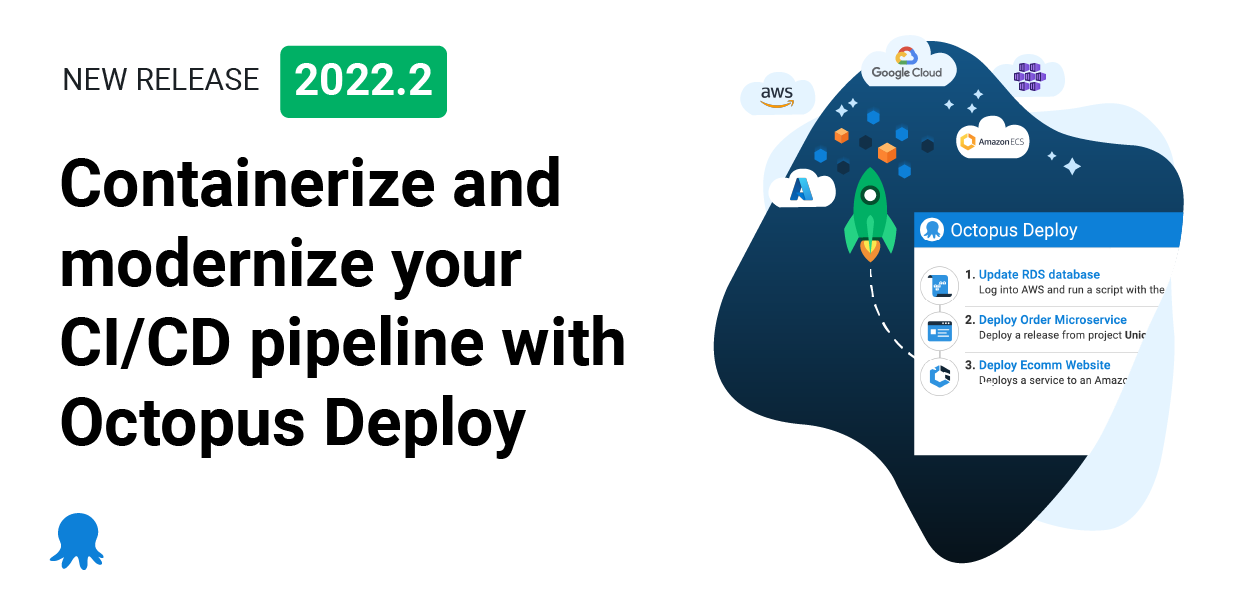 NEW RELEASE 2022.2
Containerize and
modernize your
CI/CD pipeline with
Octopus Deploy
aws
Google Cloud
Amazon ECS
Octopus Deploy
1. Update RDS database
Log into AWS and run a script with the
2. Deploy Order Microservice
Deploy a release from project
3. Deploy Ecomm Website
Deploys a service to an